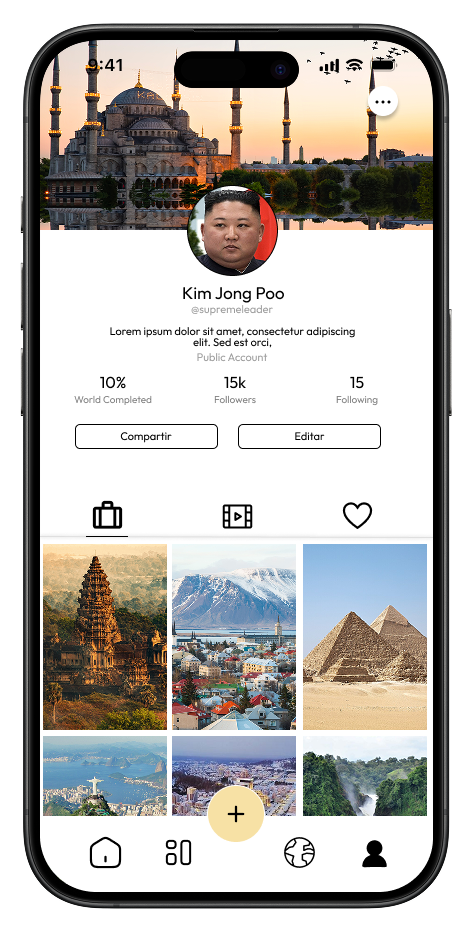 9:41
Kim Jong Poo
@supremeleader
Lorem ipsum dolor sit amet, consectetur adipiscing
elit. Sed est orci,
Public Account
10% 15k 15
World Completed Followers Following
Compartir Editar